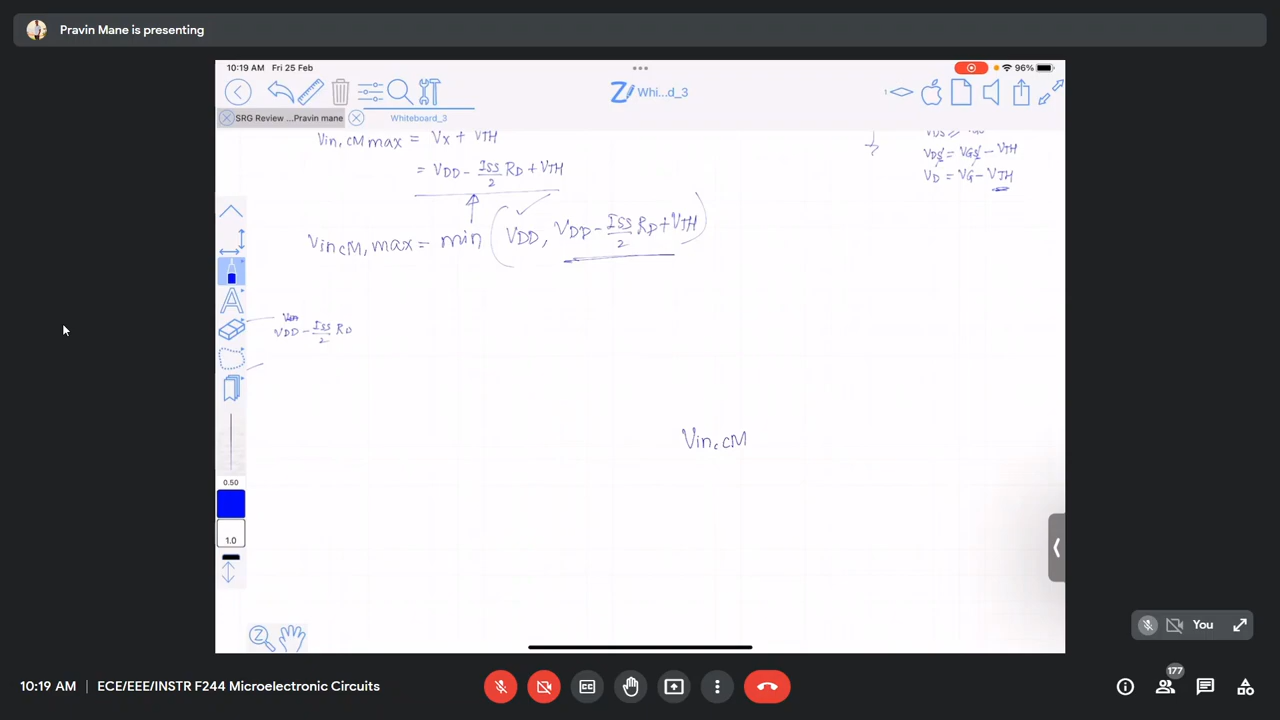 Pravin Mane is presenting
10:19 AM Fri 25 Feb
96%
Whi...d_3
SRG Review ...Pravin mane
Whiteboard_3
Vin,CM max = Vx + VTH
= VDD - ISS/2 RD + VTH
VinCM, max = min (VDD, VDD - ISS/2 RD + VTH)
VDS = VGS - VTH
VD = VG - VTH
VDD - ISS/2 RD
Vin,CM
0.50
1.0
You
10:19 AM | ECE/EEE/INSTR F244 Microelectronic Circuits
177